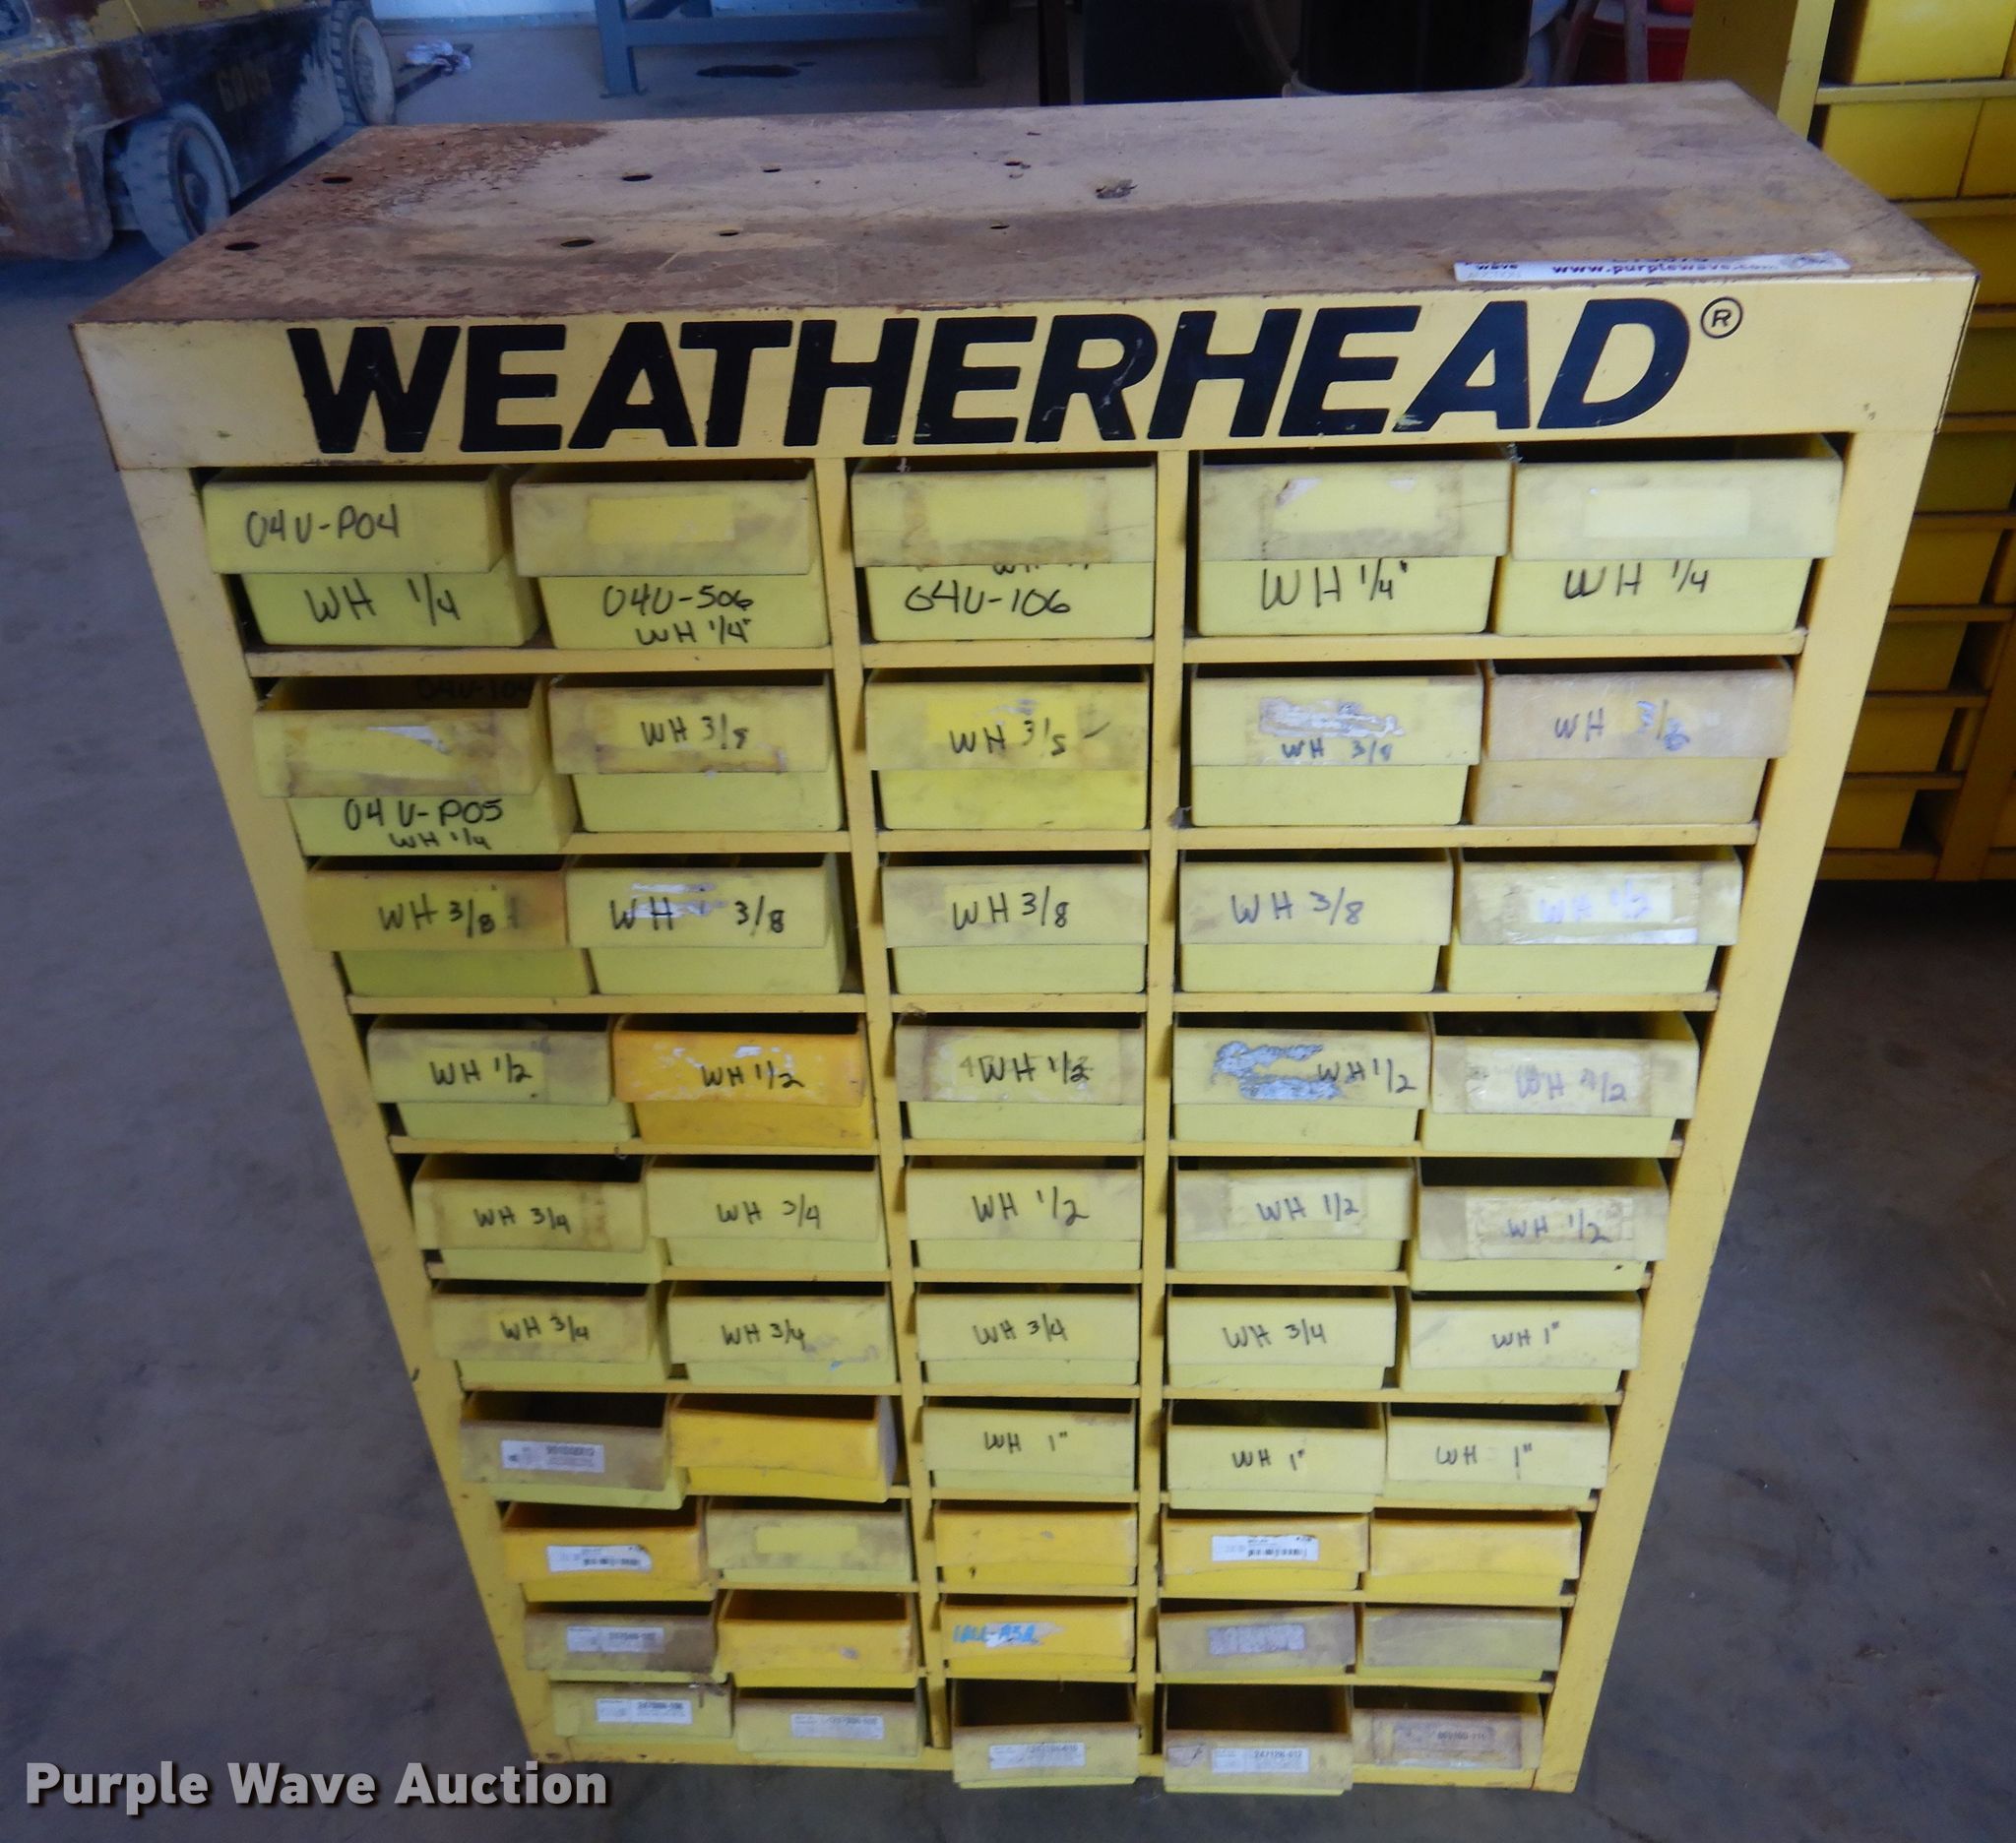 6009
www.purplewave.com
WEATHERHEAD®
04U-P04
WH 1/4
04U-506
WH 1/4"
04U-106
WH 1/4"
WH 1/4
04U-P05
WH 1/4
WH 3/8
WH 3/8
WH 3/8
WH 3/8
WH 3/8
WH 3/8
WH 3/8
WH 3/8
WH 1/2
WH 1/2
WH 1/2
WH 1/2
WH 1/2
WH 1/2
WH 3/4
WH 3/4
WH 1/2
WH 1/2
WH 1/2
WH 3/4
WH 3/4
WH 3/4
WH 3/4
WH 1"
WH 1"
WH 1"
WH 1"
Purple Wave Auction